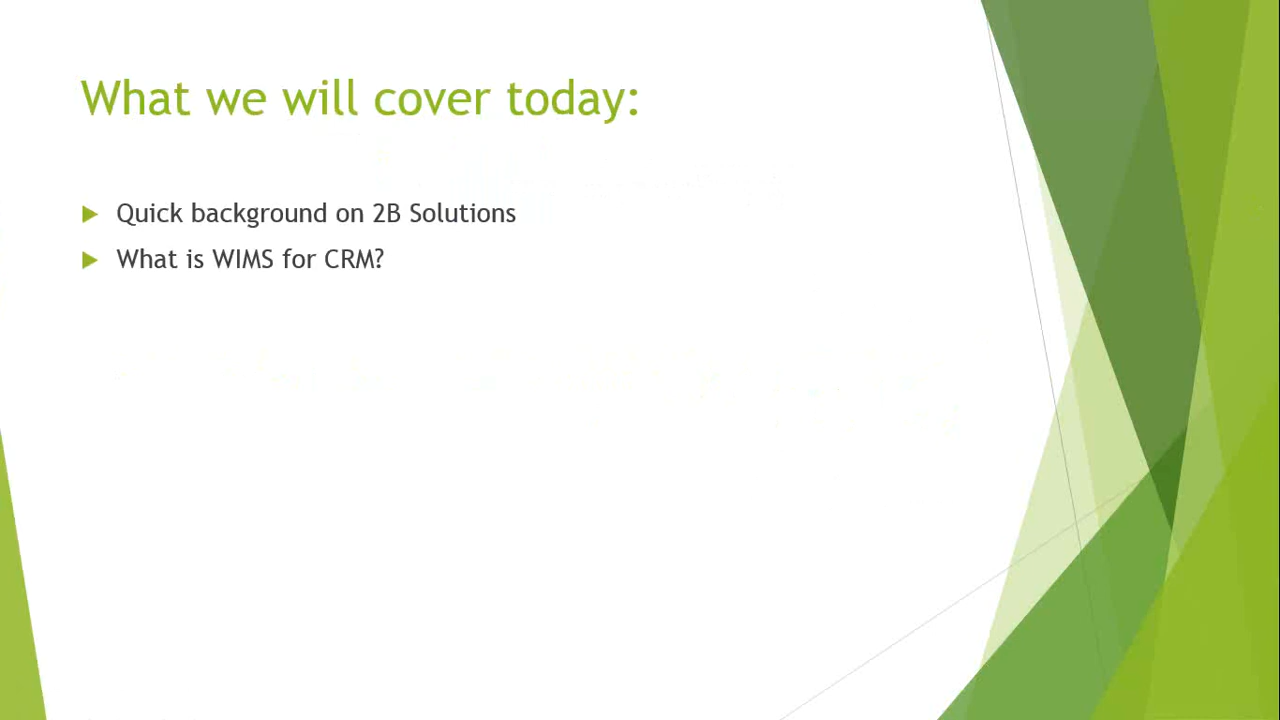 What we will cover today:
Quick background on 2B Solutions
What is WIMS for CRM?